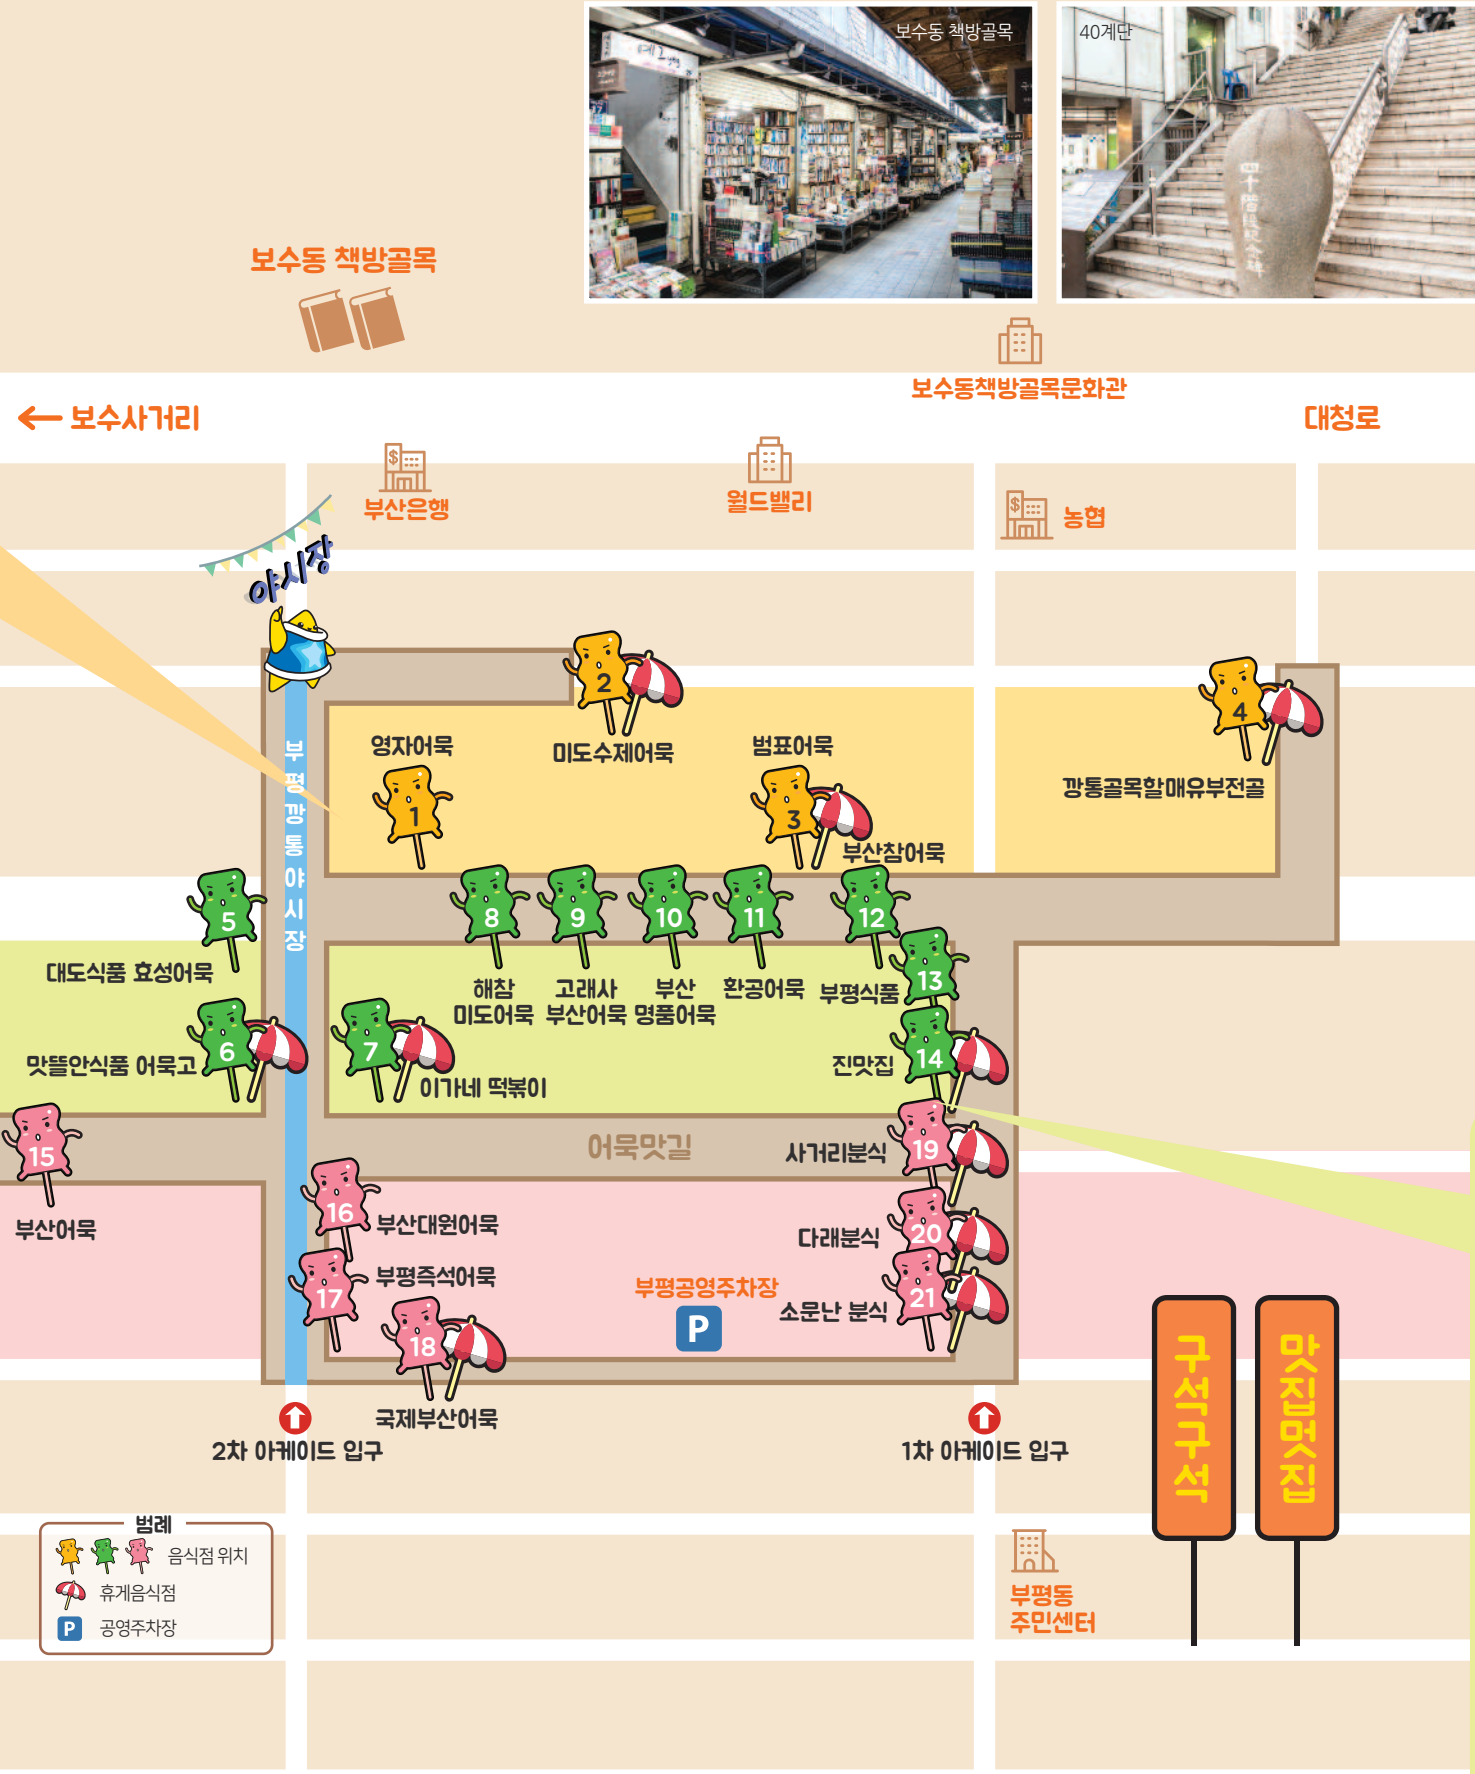 보수동 책방골목
40계단
四十階段
보수동 책방골목
보수동책방골목문화관
보수사거리
대청로
부산은행
월드밸리
농협
야시장
2
4
영자어묵
미도수제어묵
범표어묵
깡통골목할매유부전골
1
3
부산참어묵
부평깡통야시장
5
8
9
10
11
12
13
대도식품 효성어묵
해참
미도어묵
고래사
부산어묵
부산
명품어묵
환공어묵
부평식품
6
7
14
맛뜰안식품 어묵고
이가네 떡볶이
진맛집
15
어묵맛길
사거리분식
19
부산어묵
16
부산대원어묵
다래분식
20
17
부평즉석어묵
부평공영주차장
P
소문난 분식
21
18
국제부산어묵
2차 아케이드 입구
1차 아케이드 입구
구석구석
맛집멋집
범례
음식점 위치
휴게음식점
P
공영주차장
부평동
주민센터